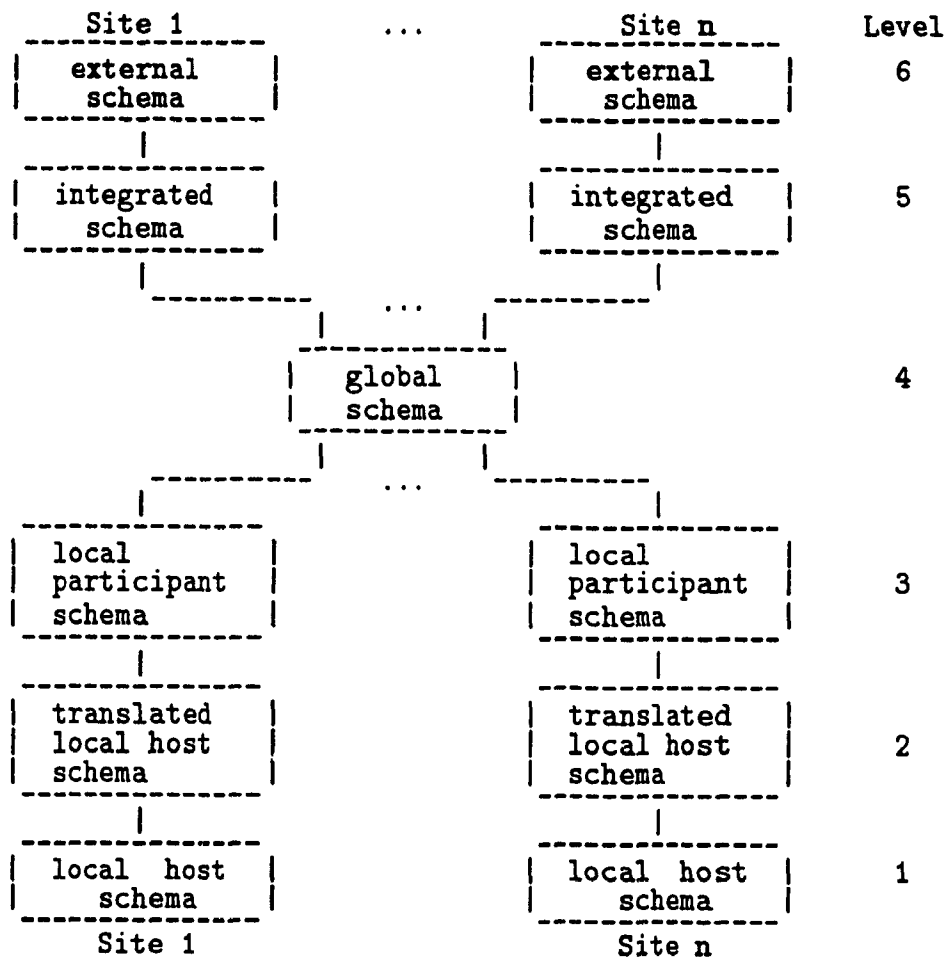 Site 1 ... Site n Level
external external 6
schema schema
integrated integrated 5
schema schema
...
global 4
schema
...
local local
participant participant 3
schema schema
translated translated
local host local host 2
schema schema
local host local host 1
schema schema
Site 1 Site n